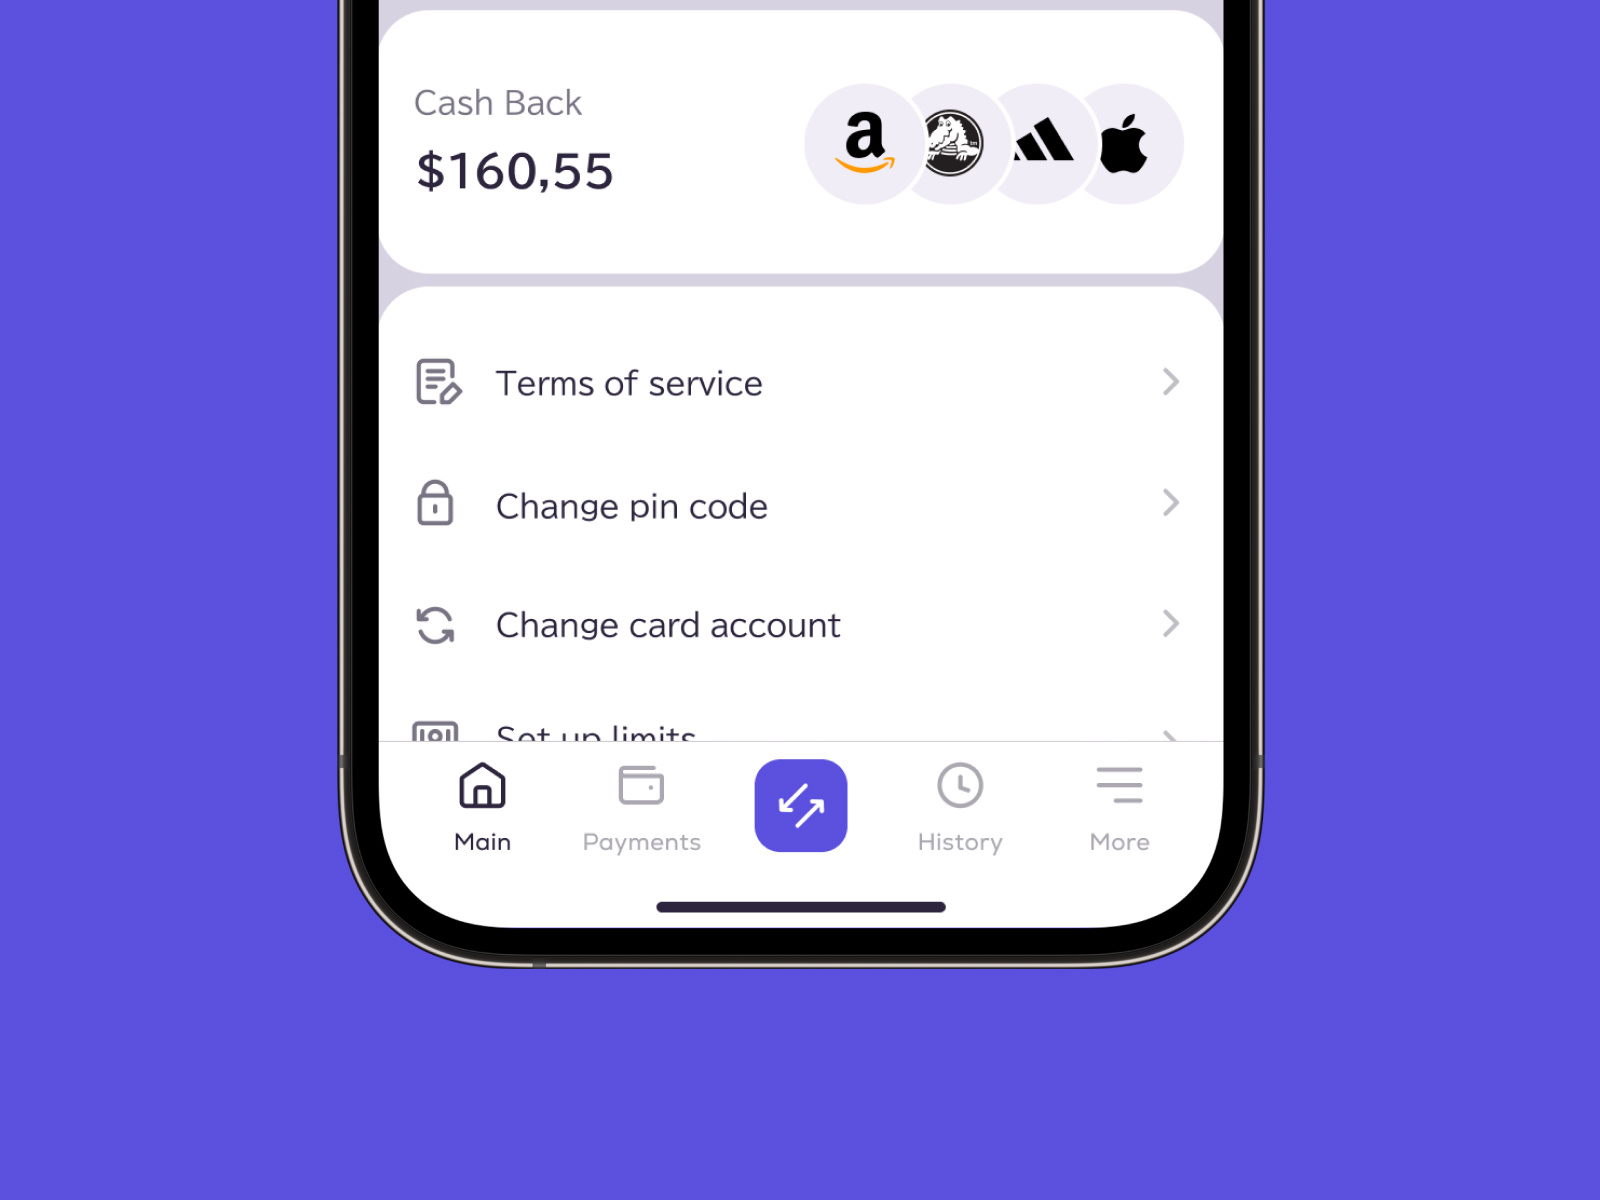 Cash Back
$160,55
a
Terms of service
Change pin code
Change card account
Set up limits
Main
Payments
History
More